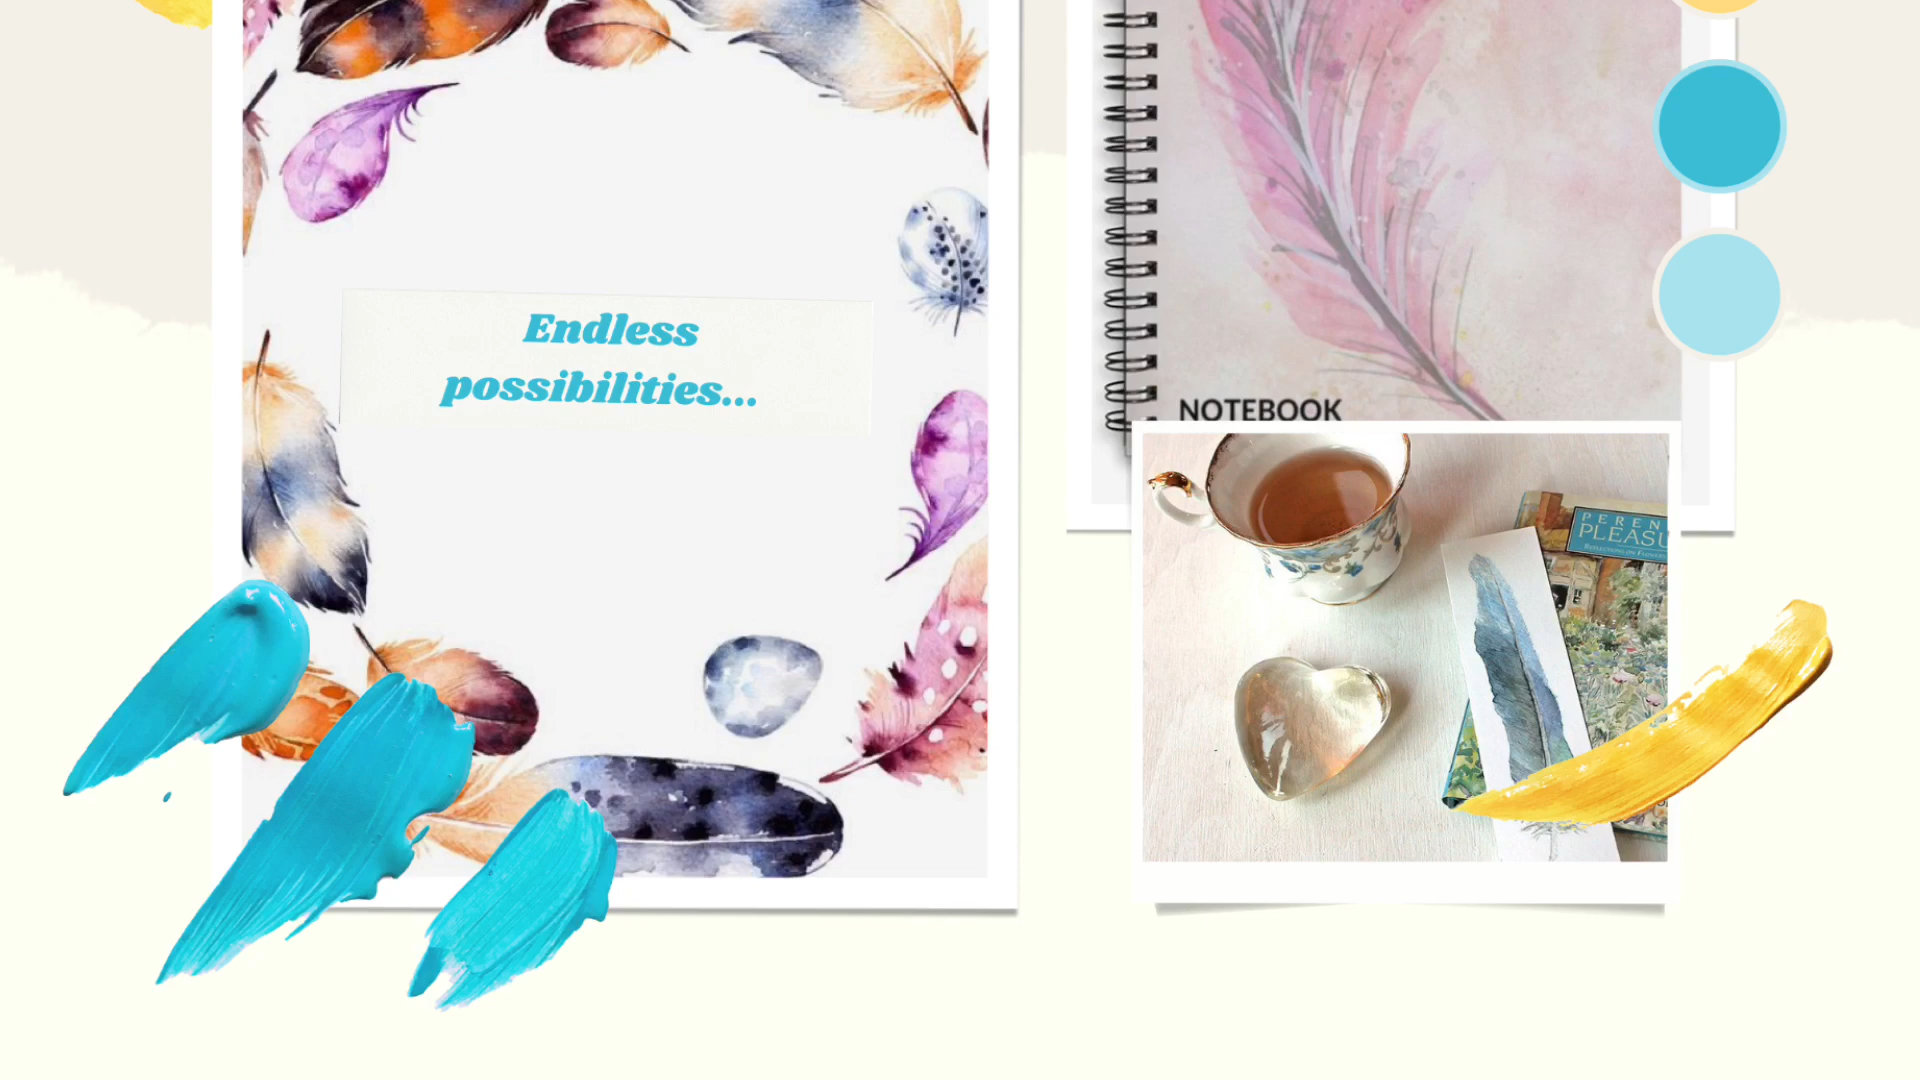 Endless
possibilities...
NOTEBOOK
PEREN
PLEASU